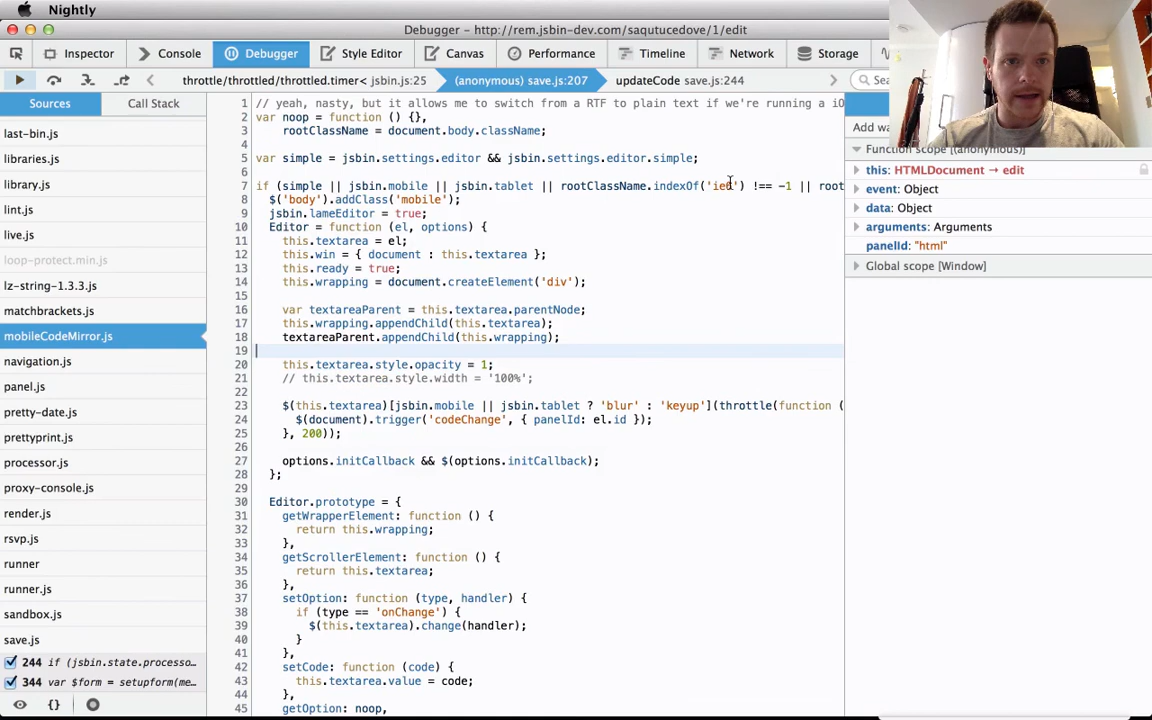 Nightly
Debugger - http://rem.jsbin-dev.com/saqutucedove/1/edit
Inspector
Console
Debugger
Style Editor
Canvas
Performance
Timeline
Network
Storage
throttle/throttled/throttled.timer< jsbin.js:25
(anonymous) save.js:207
updateCode save.js:244
Sea
Sources
Call Stack
last-bin.js
libraries.js
library.js
lint.js
live.js
loop-protect.min.js
lz-string-1.3.3.js
matchbrackets.js
mobileCodeMirror.js
navigation.js
panel.js
pretty-date.js
prettyprint.js
processor.js
proxy-console.js
render.js
rsvp.js
runner
runner.js
sandbox.js
save.js
244 if (jsbin.state.processo…
344 var $form = setupform(me…
{}
1 // yeah, nasty, but it allows me to switch from a RTF to plain text if we're running a iO
2 var noop = function () {},
3 rootClassName = document.body.className;
4
5 var simple = jsbin.settings.editor && jsbin.settings.editor.simple;
6
7 if (simple || jsbin.mobile || jsbin.tablet || rootClassName.indexOf('ie6') !== -1 || root
8 $('body').addClass('mobile');
9 jsbin.lameEditor = true;
10 Editor = function (el, options) {
11 this.textarea = el;
12 this.win = { document : this.textarea };
13 this.ready = true;
14 this.wrapping = document.createElement('div');
15
16 var textareaParent = this.textarea.parentNode;
17 this.wrapping.appendChild(this.textarea);
18 textareaParent.appendChild(this.wrapping);
19
20 this.textarea.style.opacity = 1;
21 // this.textarea.style.width = '100%';
22
23 $(this.textarea)[jsbin.mobile || jsbin.tablet ? 'blur' : 'keyup'](throttle(function (
24 $(document).trigger('codeChange', { panelId: el.id });
25 }, 200));
26
27 options.initCallback && $(options.initCallback);
28 };
29
30 Editor.prototype = {
31 getWrapperElement: function () {
32 return this.wrapping;
33 },
34 getScrollerElement: function () {
35 return this.textarea;
36 },
37 setOption: function (type, handler) {
38 if (type == 'onChange') {
39 $(this.textarea).change(handler);
40 }
41 },
42 setCode: function (code) {
43 this.textarea.value = code;
44 },
45 getOption: noop,
Add wa
Function scope [Window]
this: HTMLDocument → edit
event: Object
data: Object
arguments: Arguments
panelId: "html"
Global scope [Window]